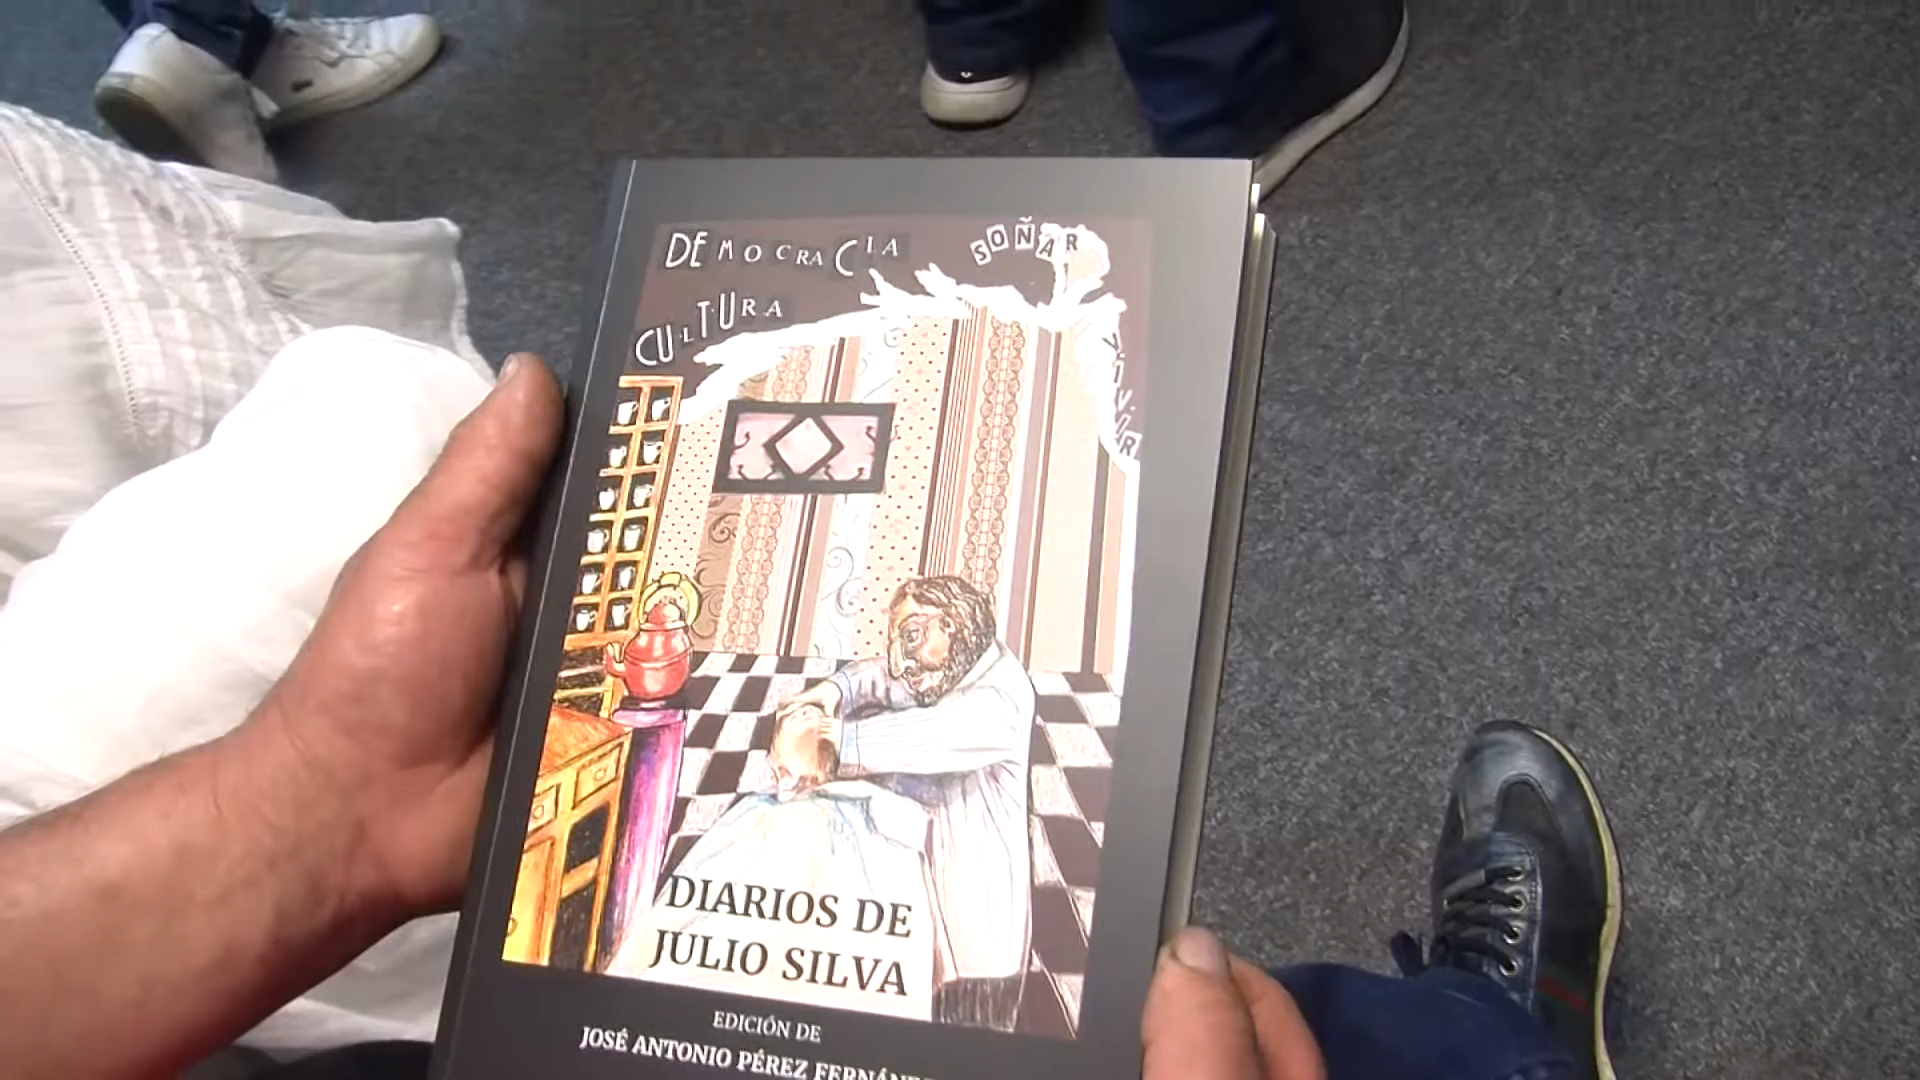 DEMOCRACIA
SOÑAR
CULTURA
VIVIR
DIARIOS DE
JULIO SILVA
EDICIÓN DE
JOSÉ ANTONIO PÉREZ